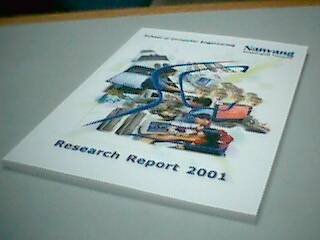 School of Computer Engineering
Nanyang
Research Report 2001